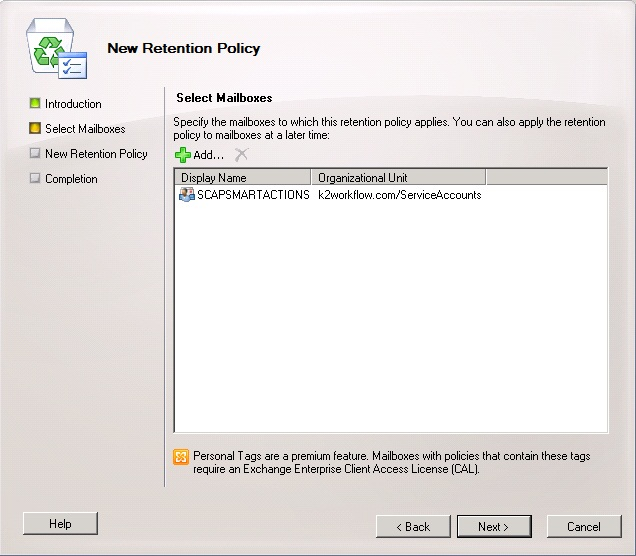 New Retention Policy
Introduction
Select Mailboxes
New Retention Policy
Completion
Select Mailboxes
Specify the mailboxes to which this retention policy applies. You can also apply the retention
policy to mailboxes at a later time:
Add...
Display Name Organizational Unit
SCAPSMARTACTIONS k2workflow.com/ServiceAccounts
Personal Tags are a premium feature. Mailboxes with policies that contain these tags
require an Exchange Enterprise Client Access License (CAL).
Help
< Back
Next >
Cancel